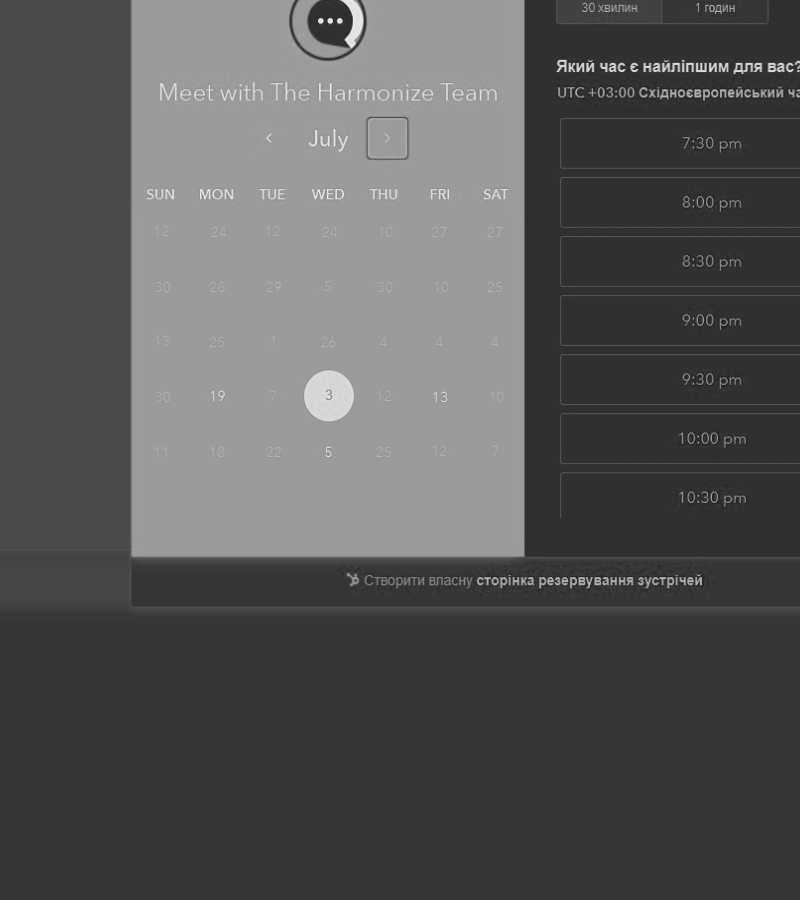 30 хвилин 1 годин
Meet with The Harmonize Team
July
SUN MON TUE WED THU FRI SAT
12 24 12 24 10 27 27
30 28 29 5 30 10 25
13 25 1 26 4 4 4
30 19 7 3 12 13 10
11 18 22 5 25 12 7
Який час є найліпшим для вас?
UTC +03:00 Східноєвропейський
7:30 pm
8:00 pm
8:30 pm
9:00 pm
9:30 pm
10:00 pm
10:30 pm
Створити власну сторінка резервування зустрічей